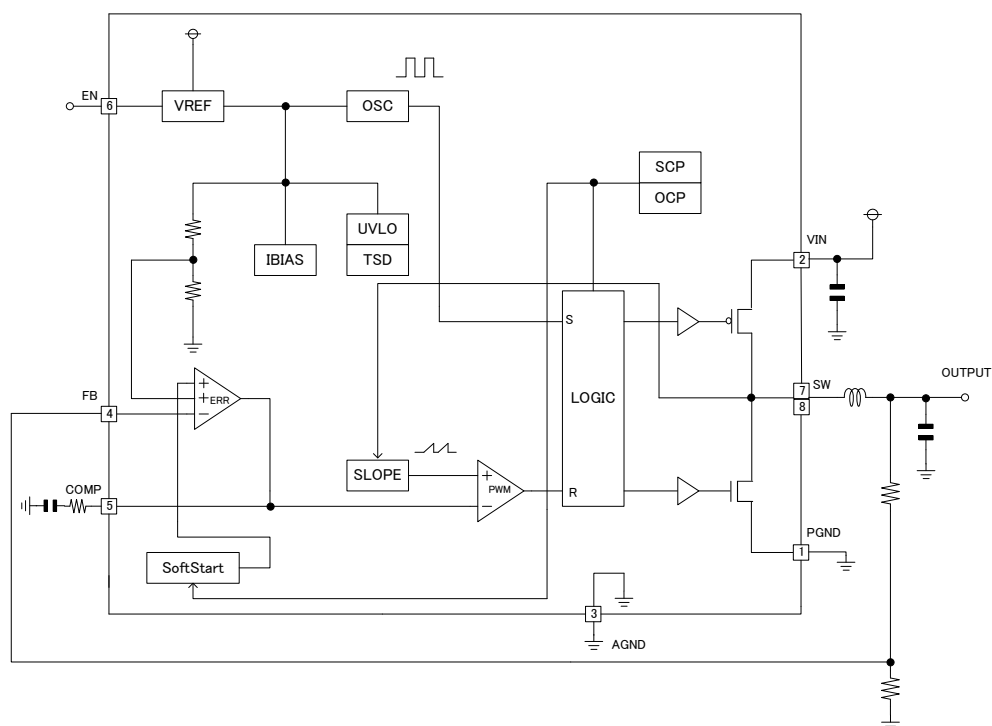 EN
6
VREF
OSC
SCP
OCP
UVLO
TSD
IBIAS
VIN
2
S
LOGIC
R
FB
4
+
+
−
ERR
7
8
SW
OUTPUT
SLOPE
+
−
PWM
COMP
5
SoftStart
PGND
1
3
AGND